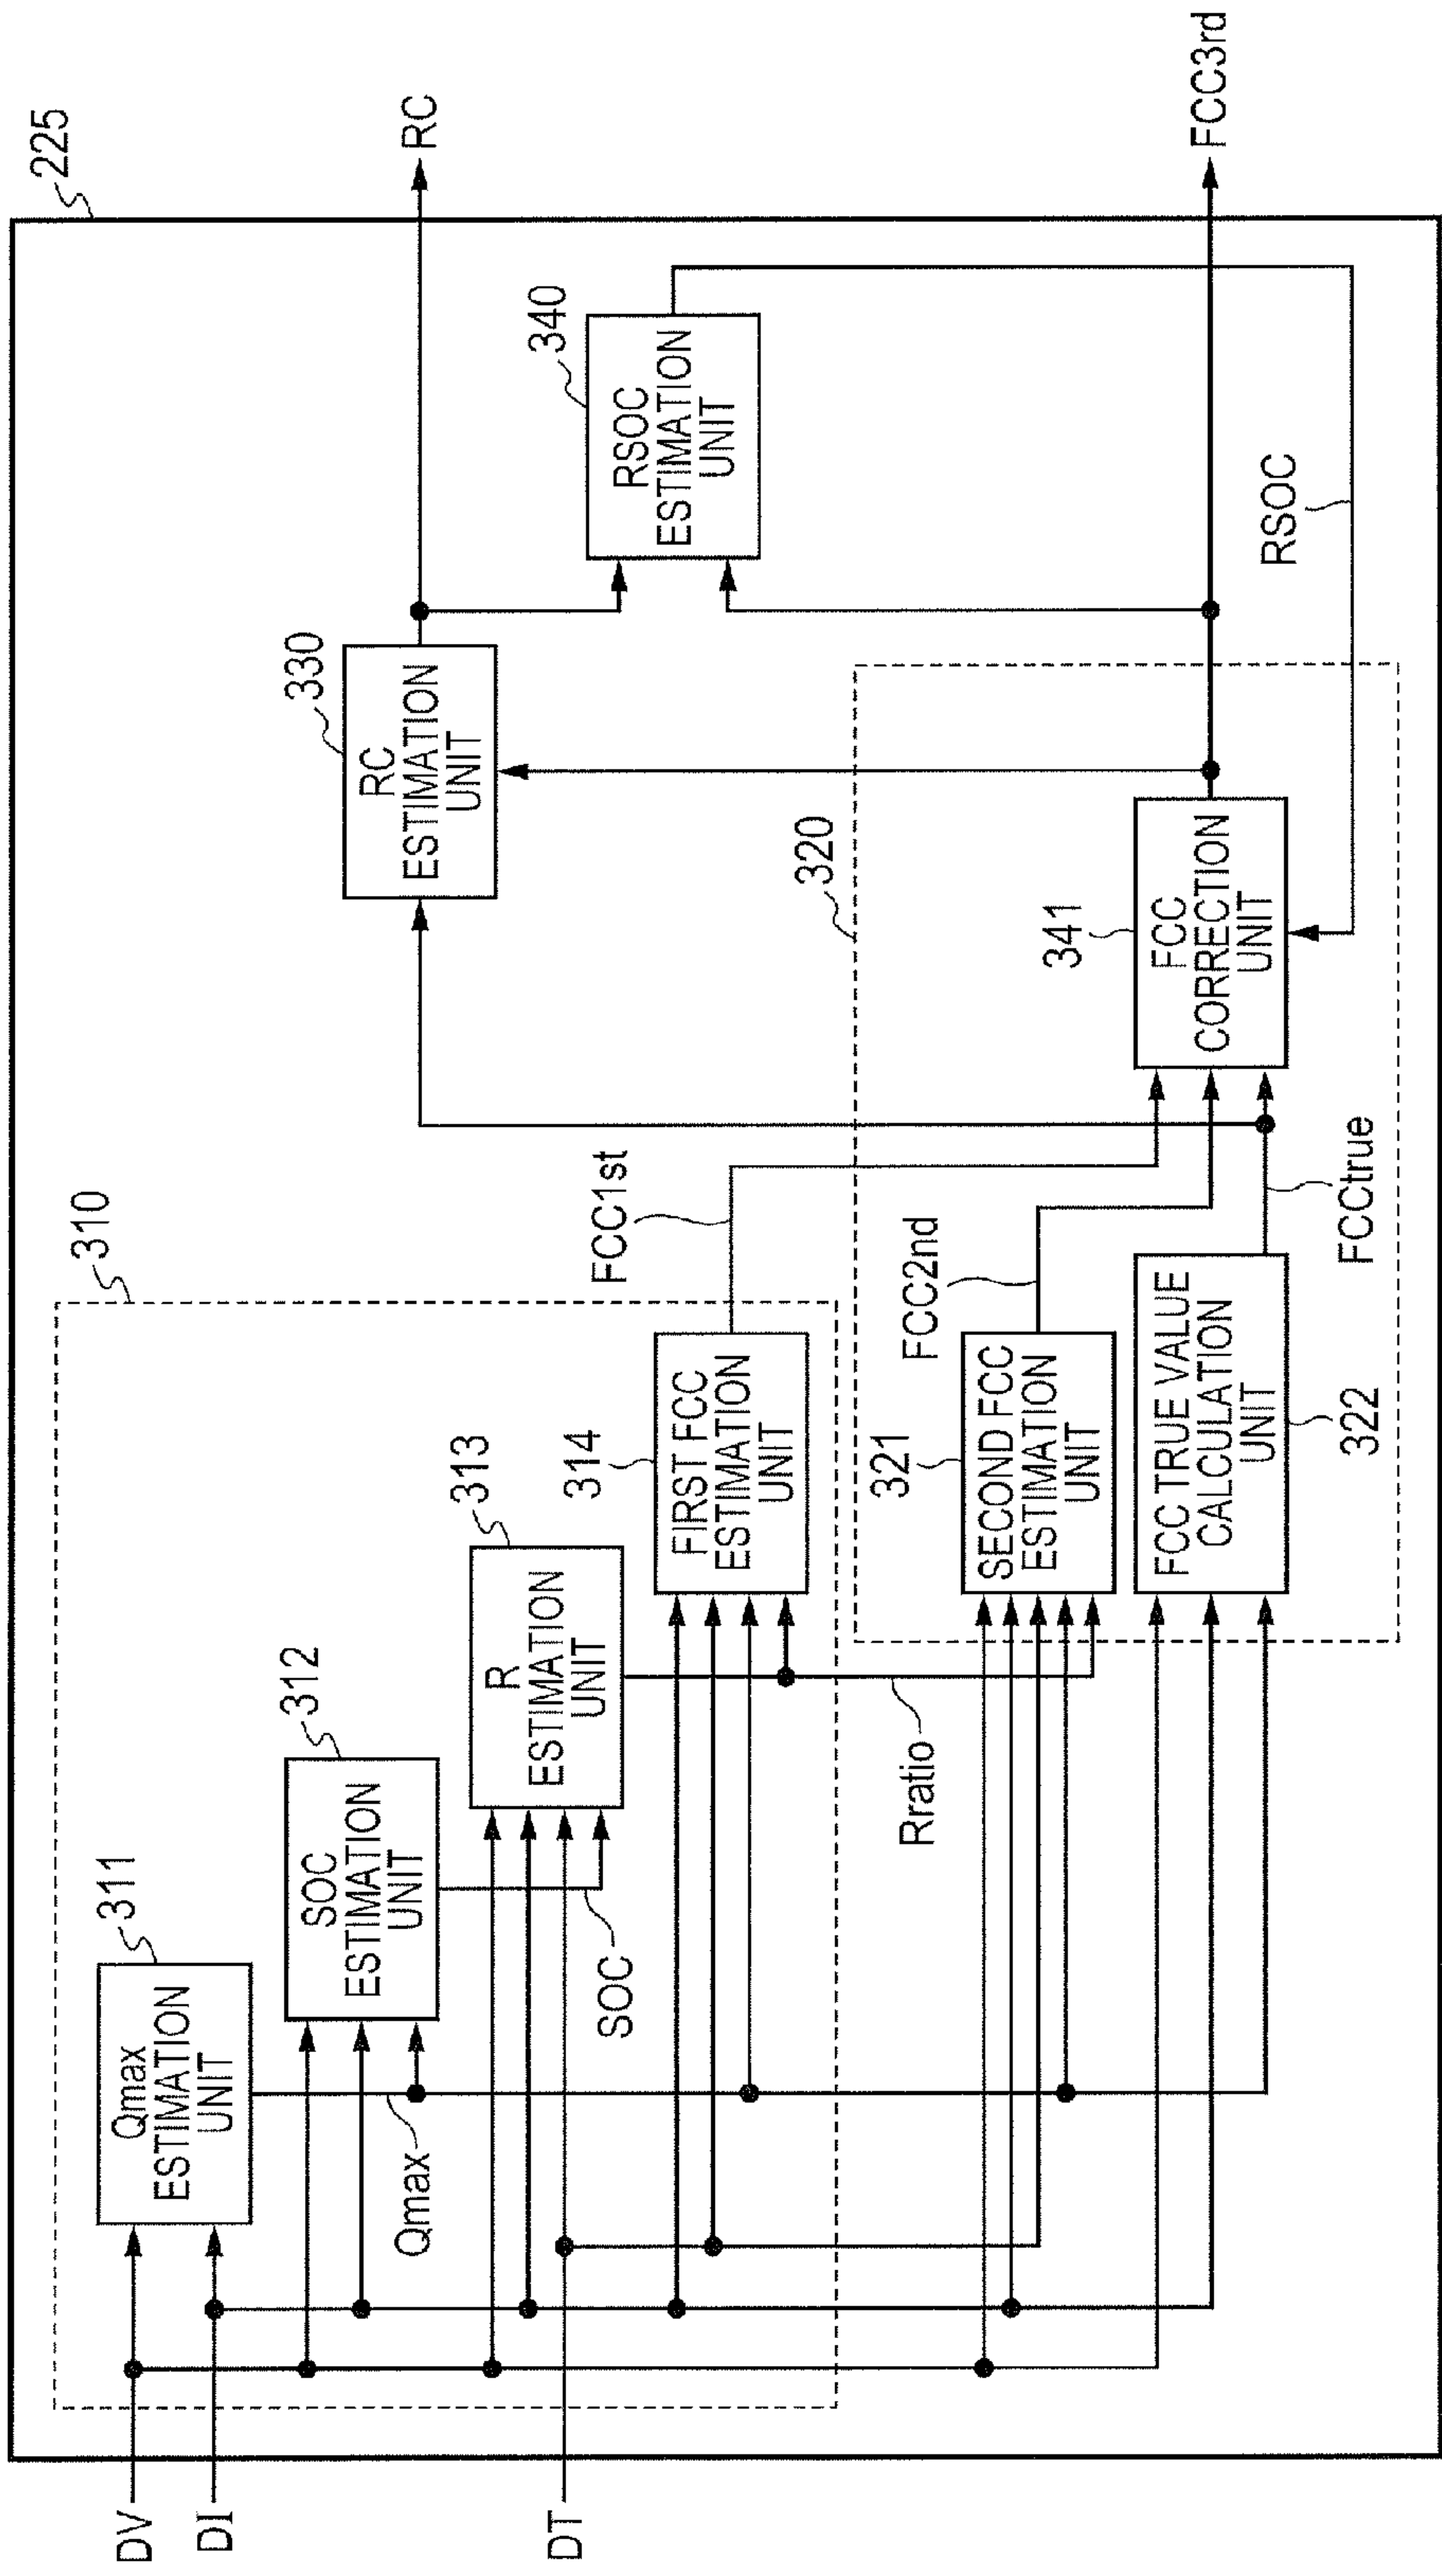 225
310
311
Qmax
ESTIMATION
UNIT
312
SOC
ESTIMATION
UNIT
313
R
ESTIMATION
UNIT
314
FIRST FCC
ESTIMATION
UNIT
DV
DI
DT
Qmax
SOC
Rratio
FCC1st
330
RC
ESTIMATION
UNIT
RC
340
RSOC
ESTIMATION
UNIT
320
321
SECOND FCC
ESTIMATION
UNIT
FCC2nd
FCC TRUE VALUE
CALCULATION
UNIT
322
FCCtrue
341
FCC
CORRECTION
UNIT
RSOC
FCC3rd